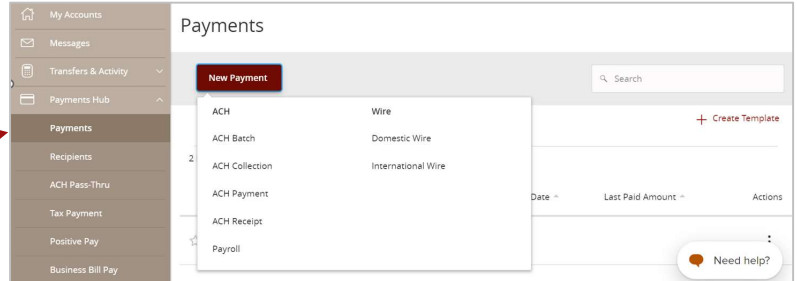 My Accounts
Messages
Transfers & Activity
Payments Hub
Payments
Recipients
ACH Pass-Thru
Tax Payment
Positive Pay
Business Bill Pay
Payments
New Payment
Search
ACH
Wire
Create Template
ACH Batch
Domestic Wire
2
ACH Collection
International Wire
ACH Payment
Date
Last Paid Amount
Actions
ACH Receipt
Payroll
Need help?